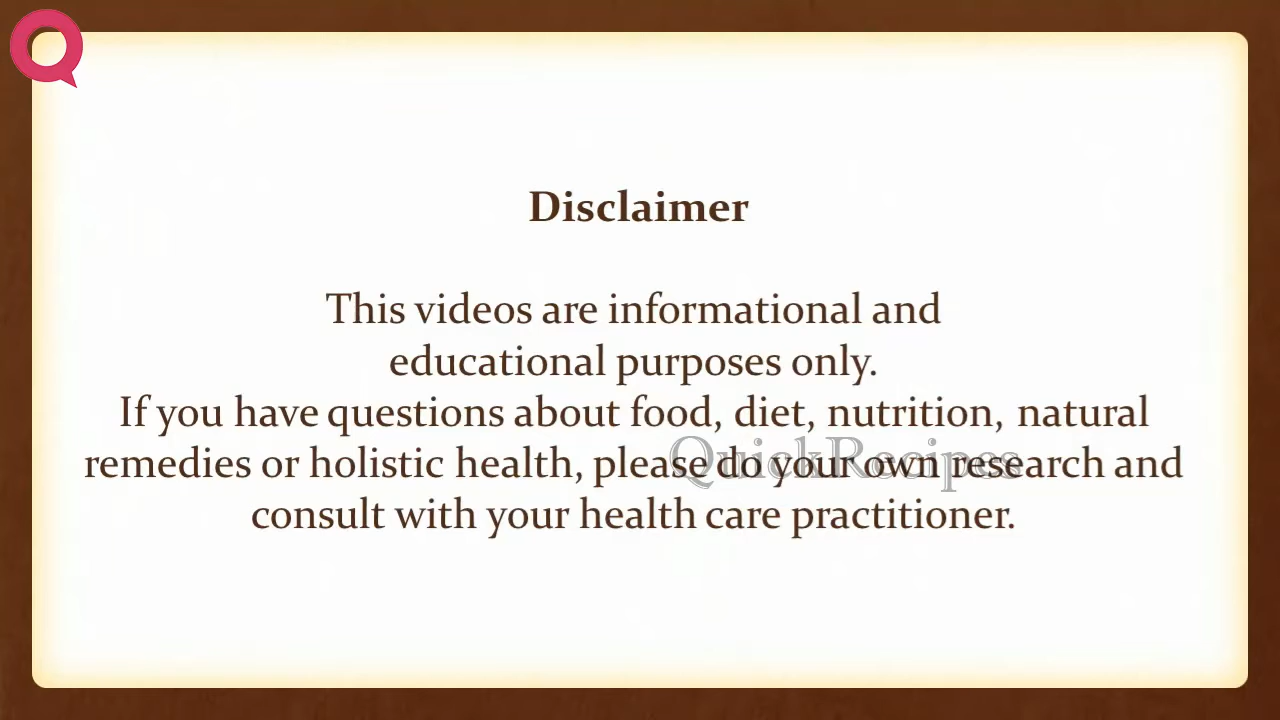 Disclaimer
This videos are informational and
educational purposes only.
If you have questions about food, diet, nutrition, natural
remedies or holistic health, please do your own research and
consult with your health care practitioner.
QuickRecipes